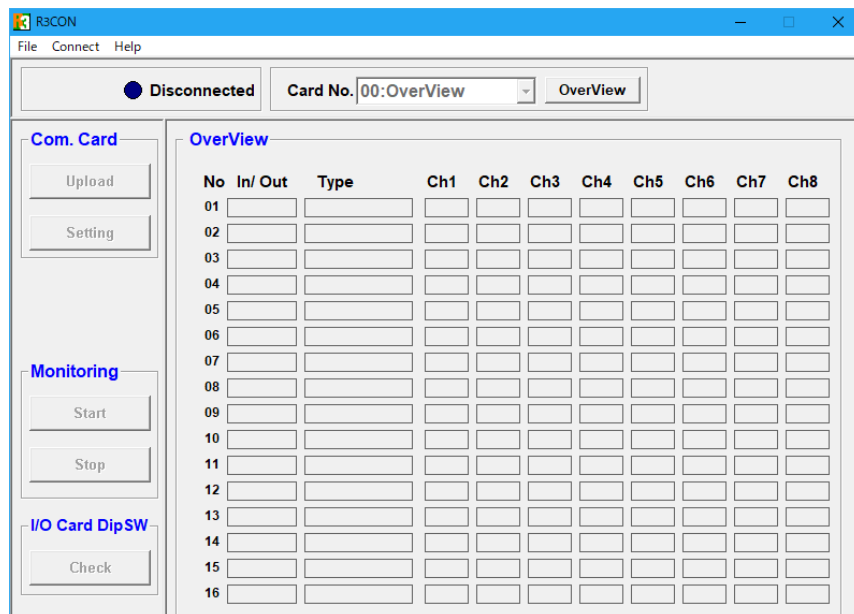 R3CON
File Connect Help
Disconnected Card No. 00:OverView OverView
Com. Card
Upload
Setting
Monitoring
Start
Stop
I/O Card DipSW
Check
OverView
No In/ Out Type Ch1 Ch2 Ch3 Ch4 Ch5 Ch6 Ch7 Ch8
01
02
03
04
05
06
07
08
09
10
11
12
13
14
15
16